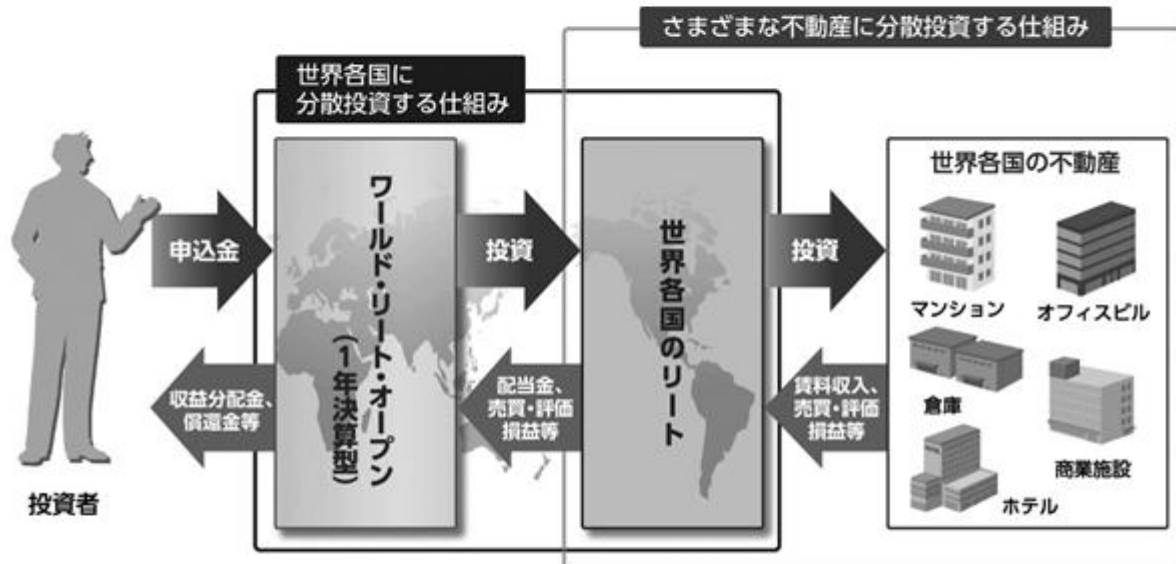 さまざまな不動産に分散投資する仕組み
世界各国に
分散投資する仕組み
投資者
申込金
収益分配金、
償還金等
ワールド・リート・オープン
(1年決算型)
投資
配当金、
売買・評価
損益等
世界各国のリート
投資
賃料収入、
売買・評価
損益等
世界各国の不動産
マンション
オフィスビル
倉庫
商業施設
ホテル